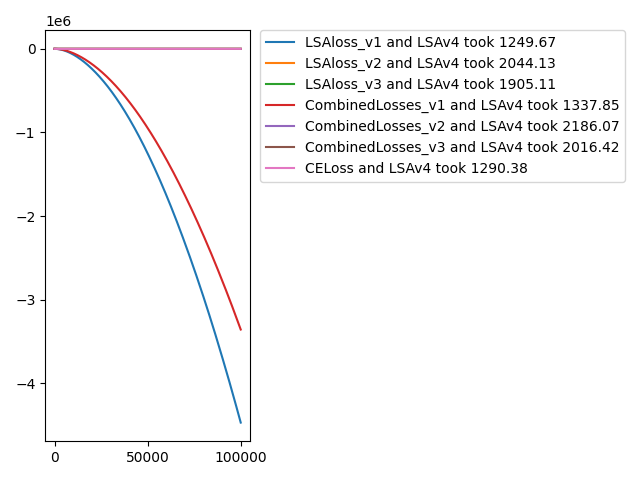 1e6
0
−1
−2
−3
−4
0
50000
100000
LSAloss_v1 and LSAv4 took 1249.67
LSAloss_v2 and LSAv4 took 2044.13
LSAloss_v3 and LSAv4 took 1905.11
CombinedLosses_v1 and LSAv4 took 1337.85
CombinedLosses_v2 and LSAv4 took 2186.07
CombinedLosses_v3 and LSAv4 took 2016.42
CELoss and LSAv4 took 1290.38